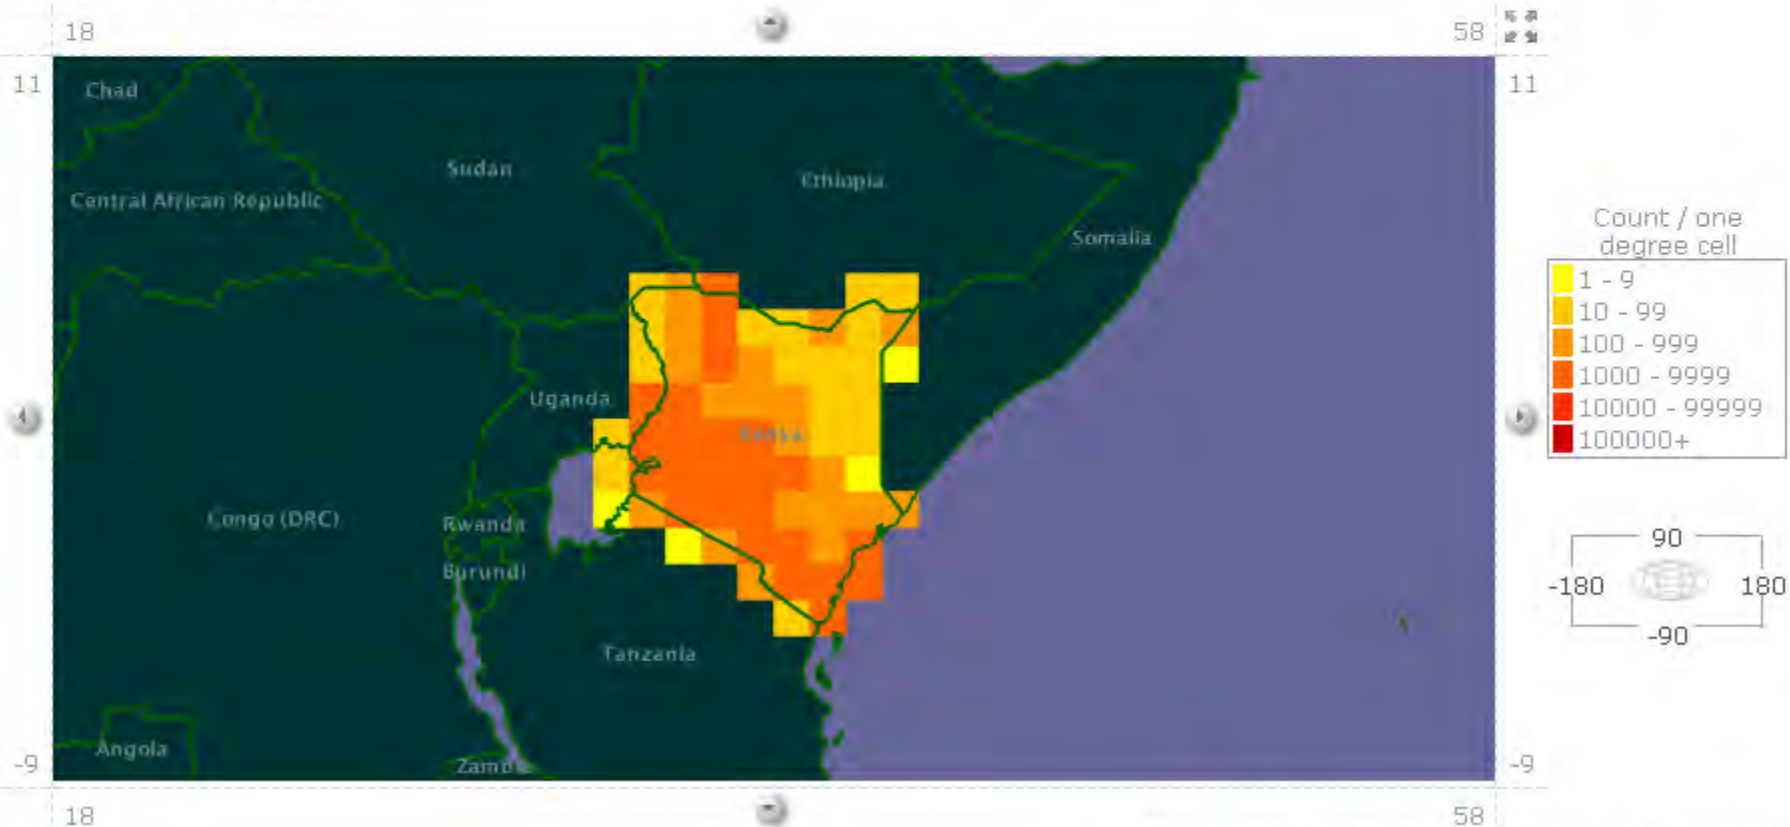 18
58
11
11
Chad
Sudan
Ethiopia
Central African Republic
Somalia
Count / one
degree cell
1 - 9
10 - 99
100 - 999
1000 - 9999
10000 - 99999
100000+
Uganda
Kenya
Congo (DRC)
Rwanda
Burundi
90
-180
180
-90
Tanzania
Angola
-9
-9
18
58